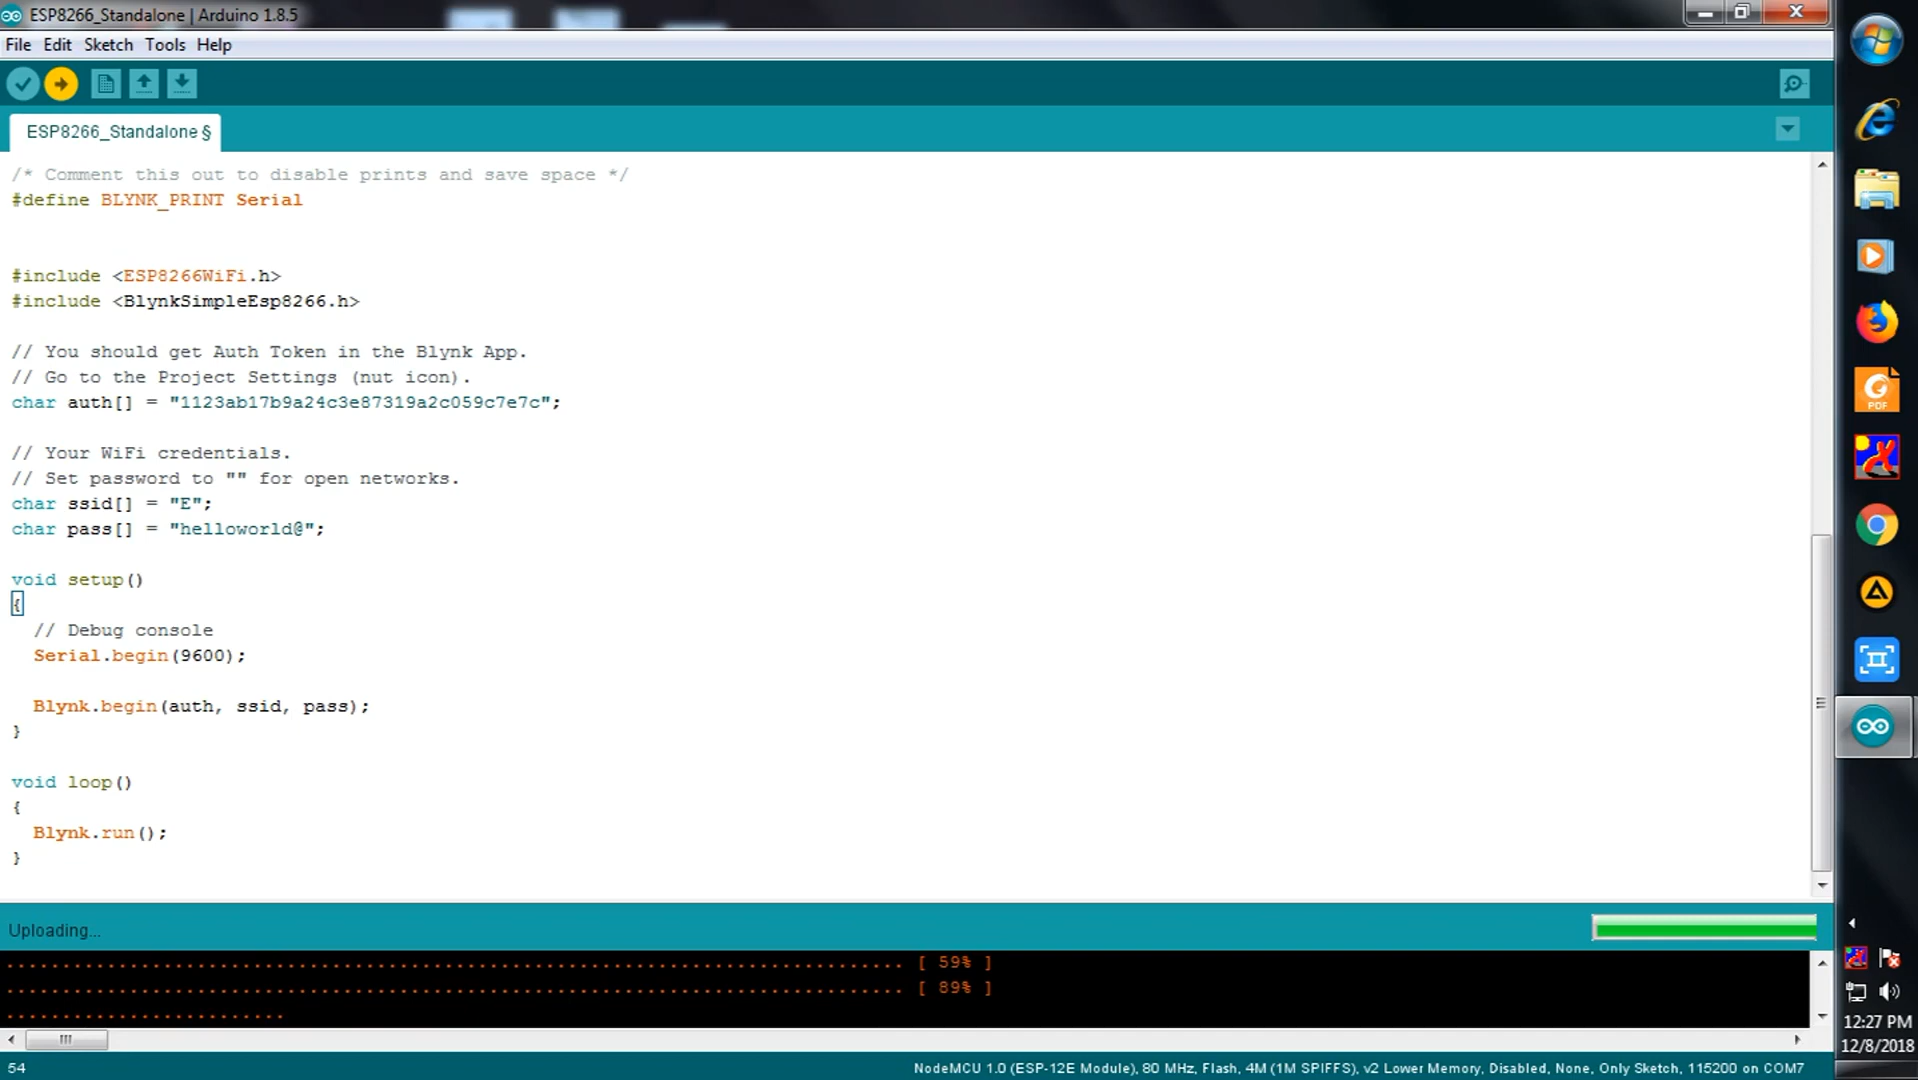 ESP8266_Standalone | Arduino 1.8.5
File Edit Sketch Tools Help
ESP8266_Standalone §
/* Comment this out to disable prints and save space */
#define BLYNK_PRINT Serial
#include <ESP8266WiFi.h>
#include <BlynkSimpleEsp8266.h>
// You should get Auth Token in the Blynk App.
// Go to the Project Settings (nut icon).
char auth[] = "1123ab17b9a24c3e87319a2c059c7e7c";
// Your WiFi credentials.
// Set password to "" for open networks.
char ssid[] = "E";
char pass[] = "helloworld@";
void setup()
{
// Debug console
Serial.begin(9600);
Blynk.begin(auth, ssid, pass);
}
void loop()
{
Blynk.run();
}
Uploading...
................................................................................ [ 59% ]
................................................................................ [ 89% ]
.........................
54
NodeMCU 1.0 (ESP-12E Module), 80 MHz, Flash, 4M (1M SPIFFS), v2 Lower Memory, Disabled, None, Only Sketch, 115200 on COM7
PDF
12:27 PM
12/8/2018